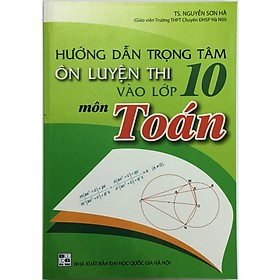 TS. NGUYỄN SƠN HÀ
(Giáo viên Trường THPT Chuyên ĐHSP Hà Nội)
HƯỚNG DẪN TRỌNG TÂM
ÔN LUYỆN THI
VÀO LỚP 10
môn Toán
NHÀ XUẤT BẢN ĐẠI HỌC QUỐC GIA HÀ NỘI